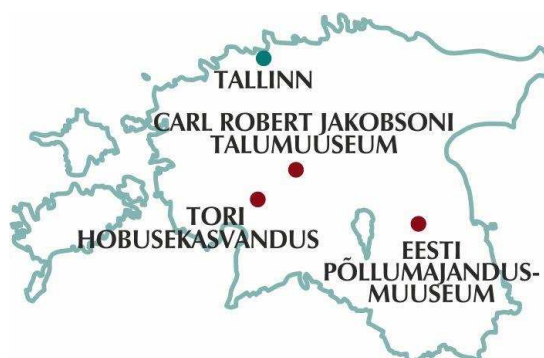 TALLINN
CARL ROBERT JAKOBSONI
TALUMUUSEUM
TORI
HOBUSEKASVANDUS
EESTI
PÕLLUMAJANDUS-
MUUSEUM